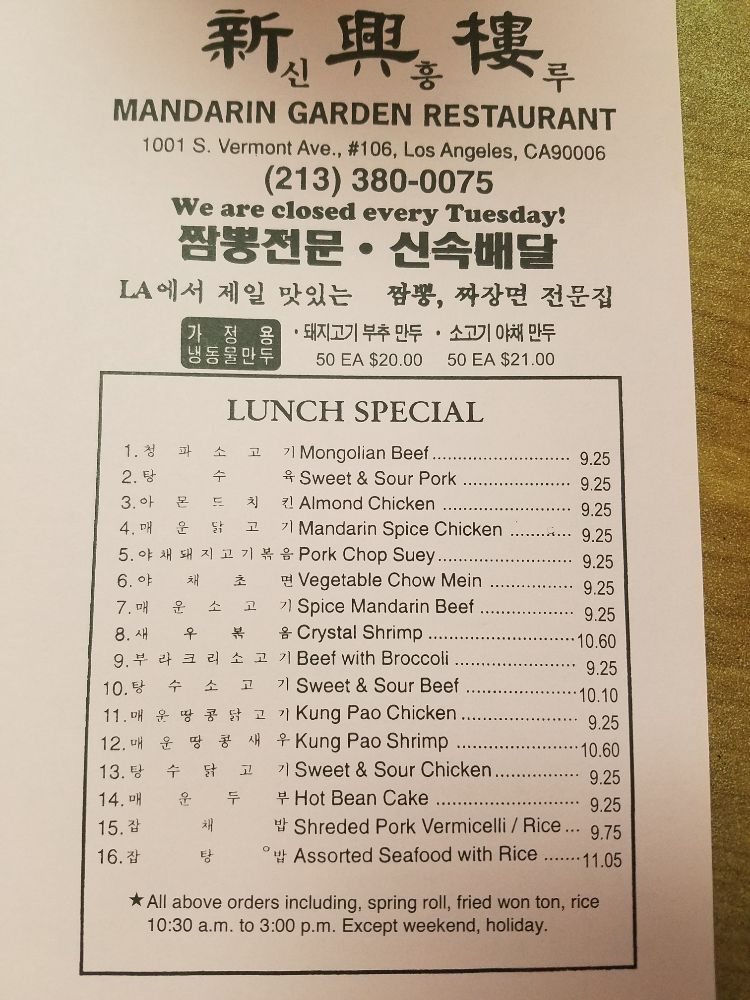 新신 興흥 樓루
MANDARIN GARDEN RESTAURANT
1001 S. Vermont Ave., #106, Los Angeles, CA90006
(213) 380-0075
We are closed every Tuesday!
짬뽕전문 • 신속배달
LA에서 제일 맛있는 짬뽕, 짜장면 전문집
가 정 용 • 돼지고기 부추 만두 • 소고기 야채 만두
냉동물만두 50 EA $20.00 50 EA $21.00
LUNCH SPECIAL
1. 청 파 소 고 기 Mongolian Beef 9.25
2. 탕 수 육 Sweet & Sour Pork 9.25
3. 아 몬 드 치 킨 Almond Chicken 9.25
4. 매 운 닭 고 기 Mandarin Spice Chicken 9.25
5. 야 채 돼 지 고 기 볶 음 Pork Chop Suey 9.25
6. 야 채 초 면 Vegetable Chow Mein 9.25
7. 매 운 소 고 기 Spice Mandarin Beef 9.25
8. 새 우 볶 음 Crystal Shrimp 10.60
9. 부 라 크 리 소 고 기 Beef with Broccoli 9.25
10. 탕 수 소 고 기 Sweet & Sour Beef 10.10
11. 매 운 땅 콩 닭 고 기 Kung Pao Chicken 9.25
12. 매 운 땅 콩 새 우 Kung Pao Shrimp 10.60
13. 탕 수 닭 고 기 Sweet & Sour Chicken 9.25
14. 매 운 두 부 Hot Bean Cake 9.25
15. 잡 채 밥 Shreded Pork Vermicelli / Rice 9.75
16. 잡 탕 밥 Assorted Seafood with Rice 11.05
★All above orders including, spring roll, fried won ton, rice
10:30 a.m. to 3:00 p.m. Except weekend, holiday.